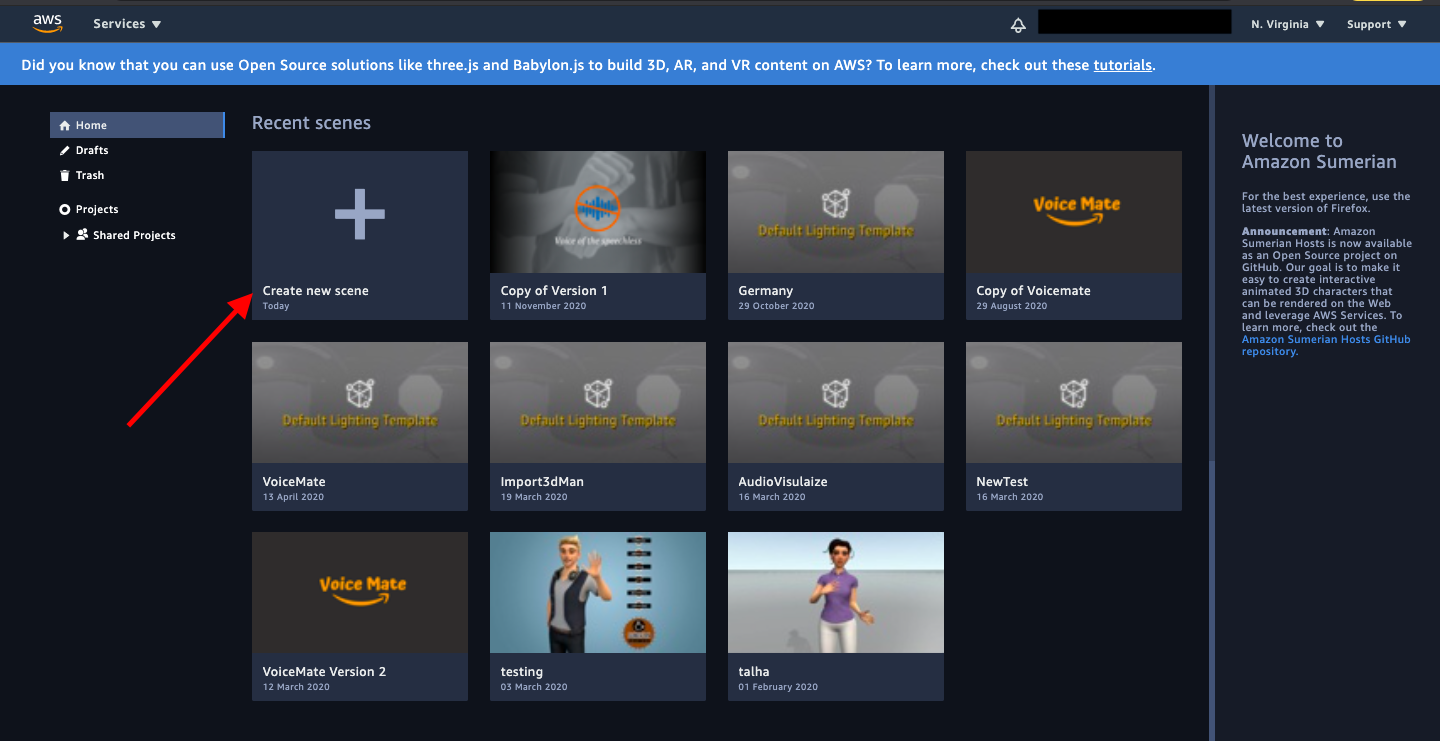 aws
Services
N. Virginia
Support
Did you know that you can use Open Source solutions like three.js and Babylon.js to build 3D, AR, and VR content on AWS? To learn more, check out these tutorials.
Home
Drafts
Trash
Projects
Shared Projects
Recent scenes
Create new scene
Today
Voice of the speechless
Copy of Version 1
11 November 2020
Default Lighting Template
Germany
29 October 2020
Voice Mate
Copy of Voicemate
29 August 2020
Default Lighting Template
VoiceMate
13 April 2020
Default Lighting Template
Import3dMan
19 March 2020
Default Lighting Template
AudioVisulaize
16 March 2020
Default Lighting Template
NewTest
16 March 2020
Voice Mate
VoiceMate Version 2
12 March 2020
testing
03 March 2020
talha
01 February 2020
Welcome to
Amazon Sumerian
For the best experience, use the
latest version of Firefox.
Announcement: Amazon
Sumerian Hosts is now available
as an Open Source project on
GitHub. Our goal is to make it
easy to create interactive
animated 3D characters that
can be rendered on the Web
and leverage AWS Services. To
learn more, check out the
Amazon Sumerian Hosts GitHub
repository.